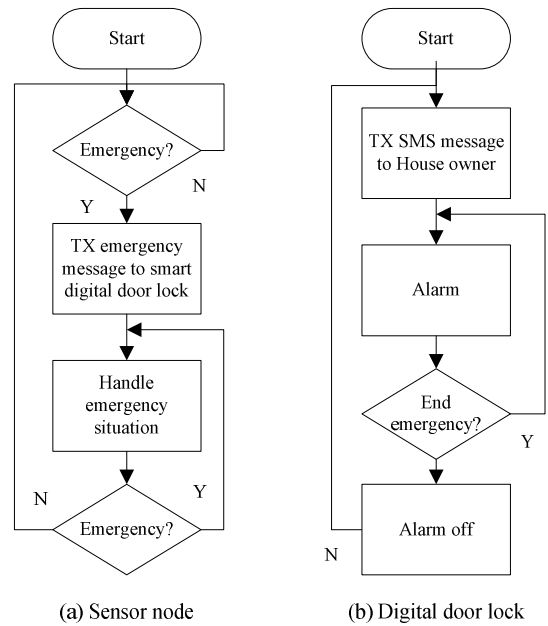 Start
Emergency?
N
Y
TX emergency
message to smart
digital door lock
Handle
emergency
situation
N
Y
Emergency?
(a) Sensor node
Start
TX SMS message
to House owner
Alarm
End
emergency?
Y
Alarm off
N
(b) Digital door lock